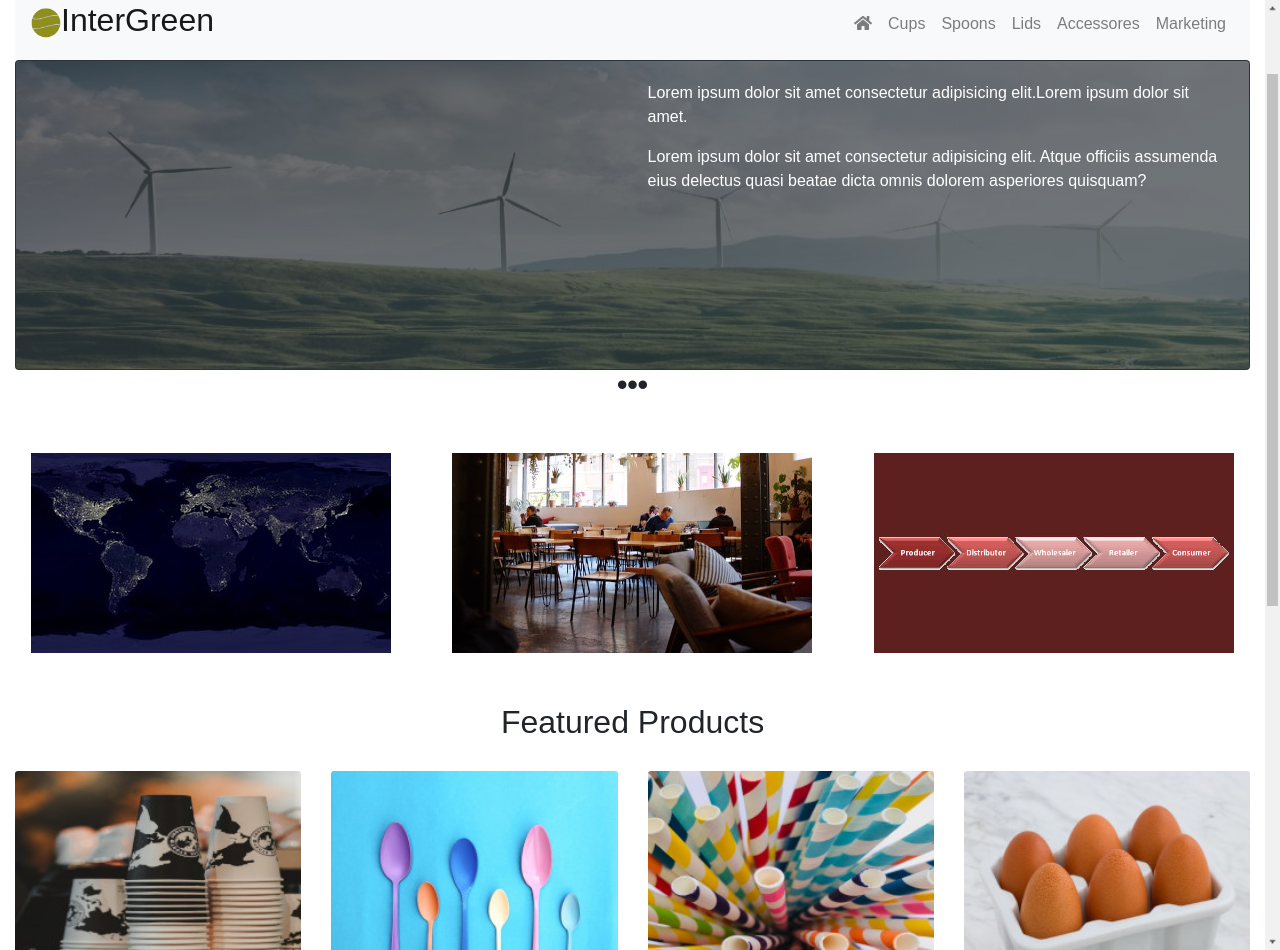 InterGreen
Cups Spoons Lids Accessores Marketing
Lorem ipsum dolor sit amet consectetur adipisicing elit.Lorem ipsum dolor sit
amet.
Lorem ipsum dolor sit amet consectetur adipisicing elit. Atque officiis assumenda
eius delectus quasi beatae dicta omnis dolorem asperiores quisquam?
Producer Distributor Wholesaler Retailer Consumer
Featured Products